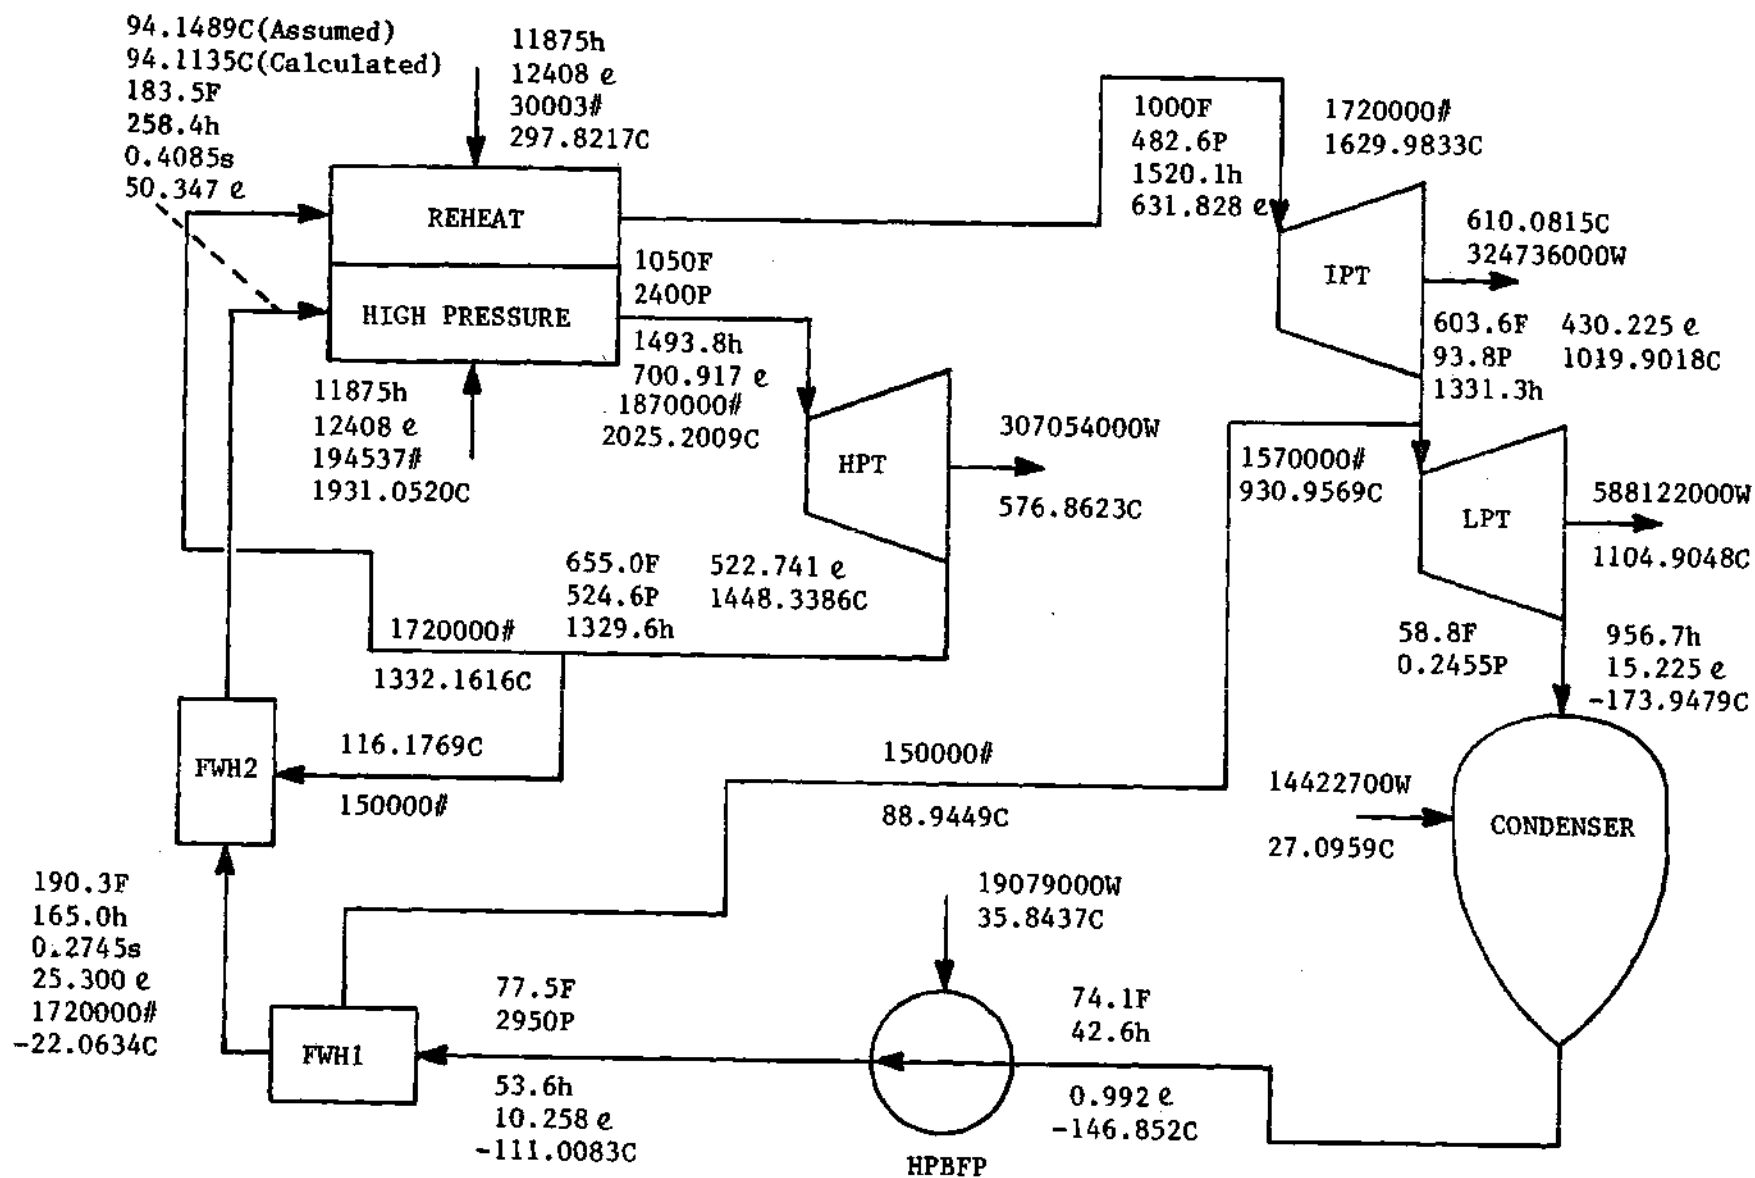 94.1489C(Assumed)
94.1135C(Calculated)
183.5F
258.4h
0.4085s
50.347 e
11875h
12408 e
30003#
297.8217C
REHEAT
HIGH PRESSURE
1050F
2400P
1493.8h
700.917 e
1870000#
2025.2009C
11875h
12408 e
194537#
1931.0520C
1000F
482.6P
1520.1h
631.828 e
1720000#
1629.9833C
IPT
610.0815C
324736000W
603.6F
93.8P
1331.3h
430.225 e
1019.9018C
HPT
307054000W
576.8623C
1570000#
930.9569C
LPT
588122000W
1104.9048C
655.0F
524.6P
1329.6h
522.741 e
1448.3386C
1720000#
1332.1616C
58.8F
0.2455P
956.7h
15.225 e
-173.9479C
FWH2
116.1769C
150000#
150000#
88.9449C
14422700W
27.0959C
CONDENSER
190.3F
165.0h
0.2745s
25.300 e
1720000#
-22.0634C
19079000W
35.8437C
FWH1
77.5F
2950P
53.6h
10.258 e
-111.0083C
74.1F
42.6h
0.992 e
-146.852C
HPBFP